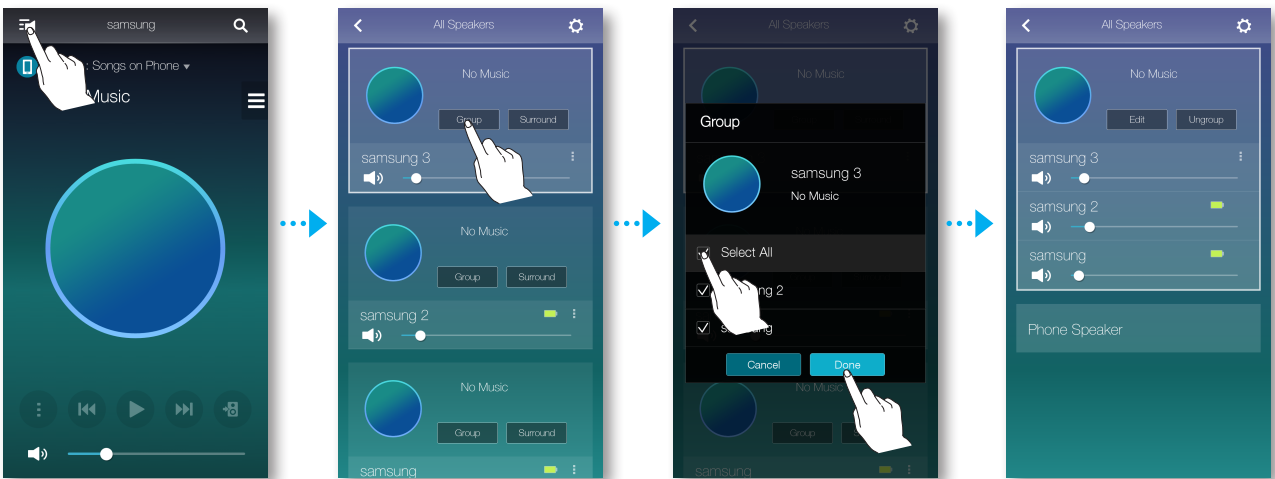 samsung
: Songs on Phone
Music
All Speakers
No Music
Group Surround
samsung 3
No Music
Group Surround
samsung 2
No Music
Group Surround
samsung
All Speakers
No Music
Group
samsung 3
No Music
Select All
ng 2
Cancel Done
No Music
Group
samsung
All Speakers
No Music
Edit Ungroup
samsung 3
samsung 2
samsung
Phone Speaker